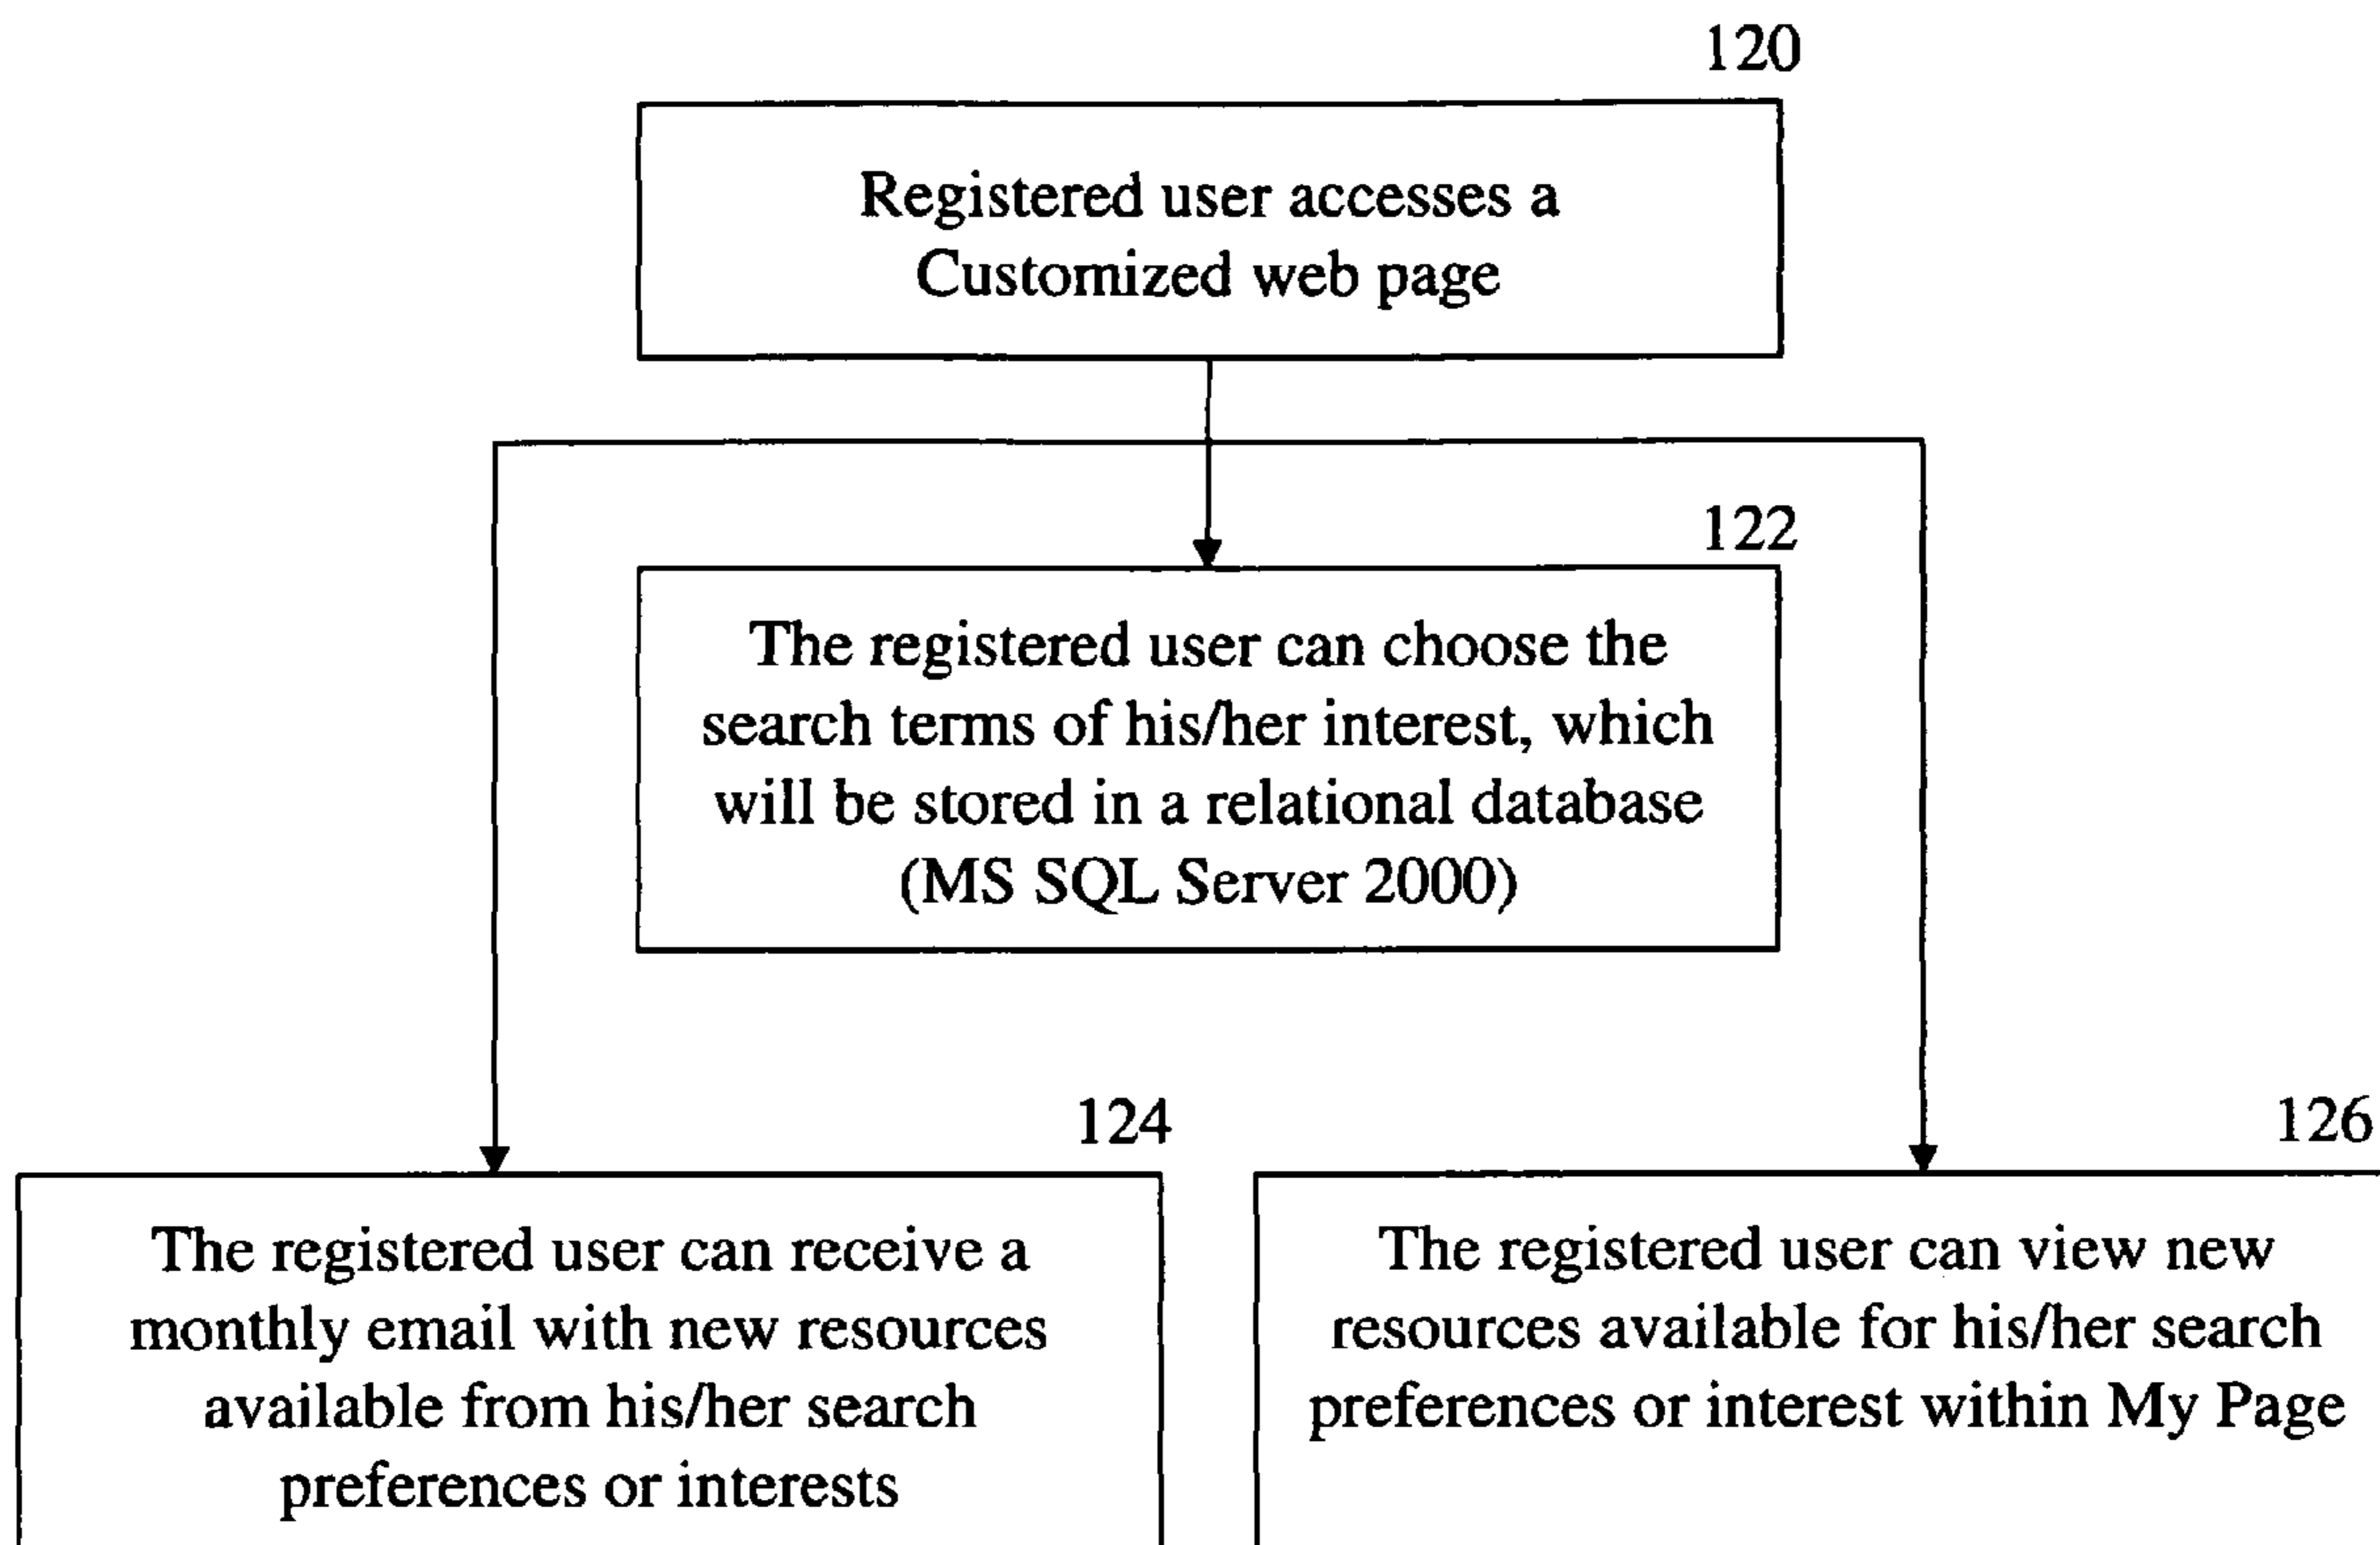 120
Registered user accesses a
Customized web page
122
The registered user can choose the
search terms of his/her interest, which
will be stored in a relational database
(MS SQL Server 2000)
124
The registered user can receive a
monthly email with new resources
available from his/her search
preferences or interests
126
The registered user can view new
resources available for his/her search
preferences or interest within My Page